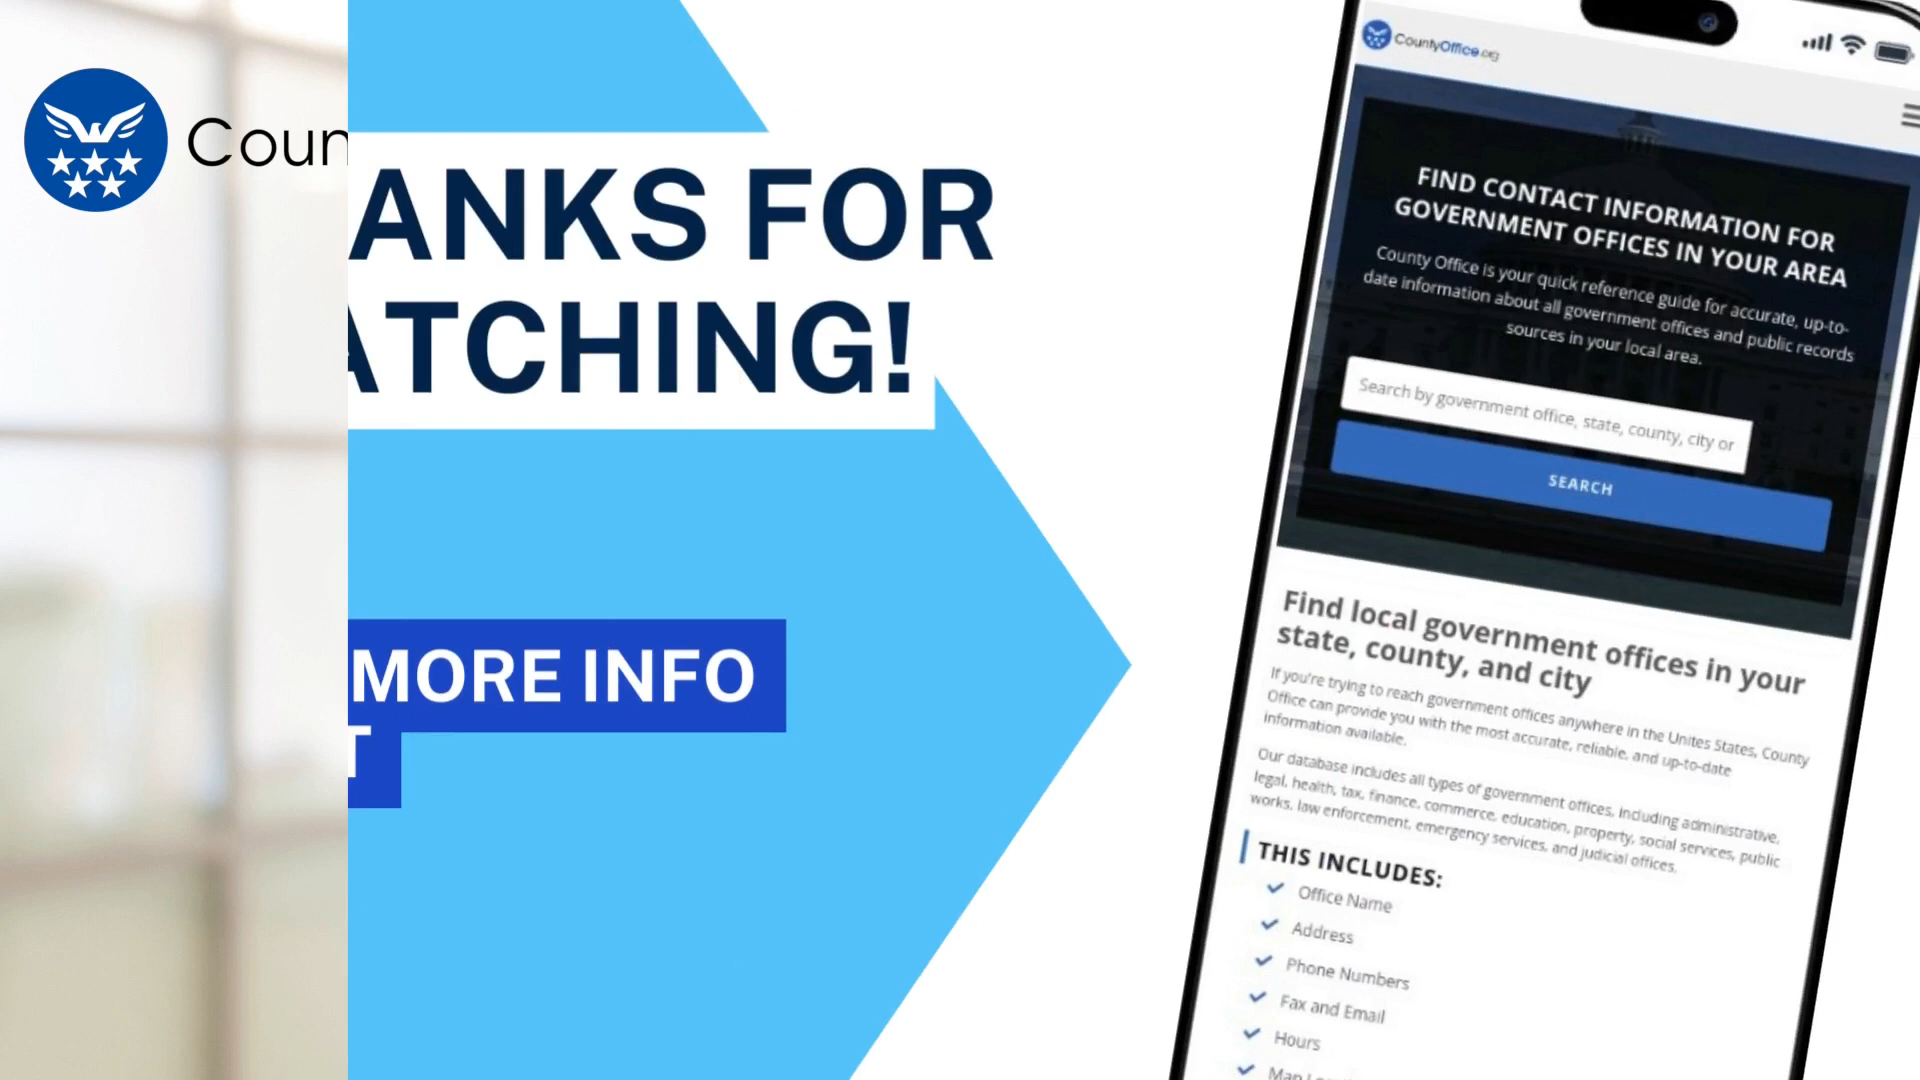 Coun
ANKS FOR
ATCHING!
MORE INFO
T
CountyOffice.org
FIND CONTACT INFORMATION FOR
GOVERNMENT OFFICES IN YOUR AREA
County Office is your quick reference guide for accurate, up-to-
date information about all government offices and public records
sources in your local area.
Search by government office, state, county, city or
SEARCH
Find local government offices in your
state, county, and city
If you're trying to reach government offices anywhere in the Unites States, County
Office can provide you with the most accurate, reliable, and up-to-date
information available.
Our database includes all types of government offices, including administrative,
legal, health, tax, finance, commerce, education, property, social services, public
works, law enforcement, emergency services, and judicial offices.
THIS INCLUDES:
Office Name
Address
Phone Numbers
Fax and Email
Hours
Map